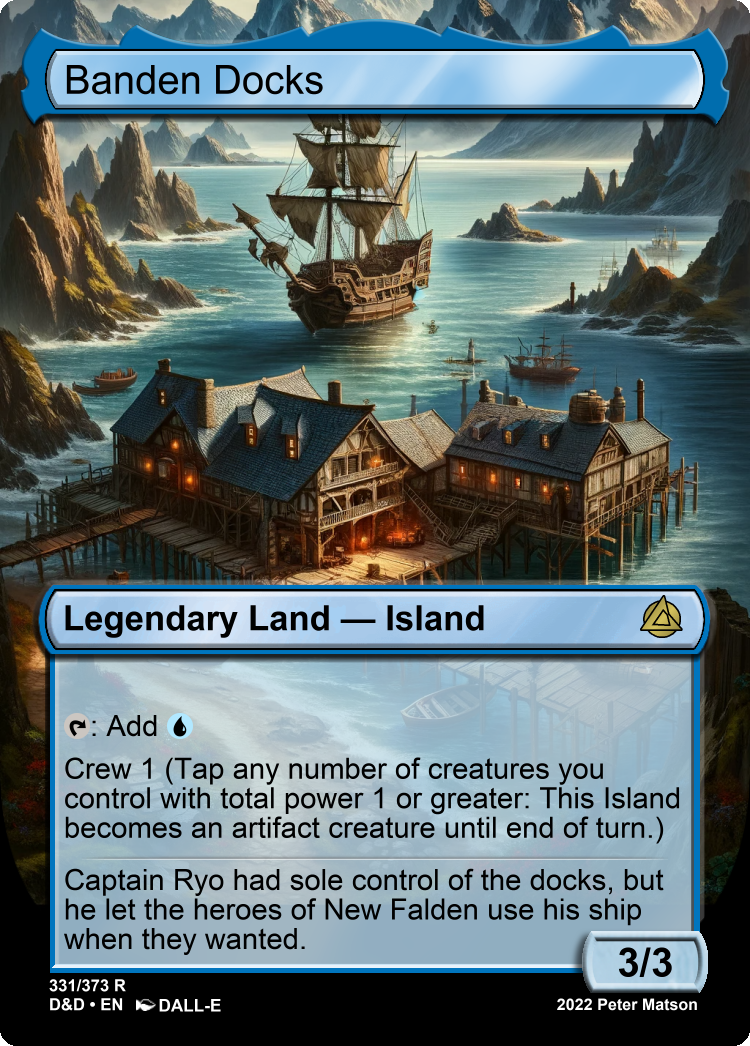 Banden Docks
Legendary Land — Island
: Add
Crew 1 (Tap any number of creatures you
control with total power 1 or greater: This Island
becomes an artifact creature until end of turn.)
Captain Ryo had sole control of the docks, but
he let the heroes of New Falden use his ship
when they wanted.
3/3
331/373 R
D&D • EN DALL-E
2022 Peter Matson